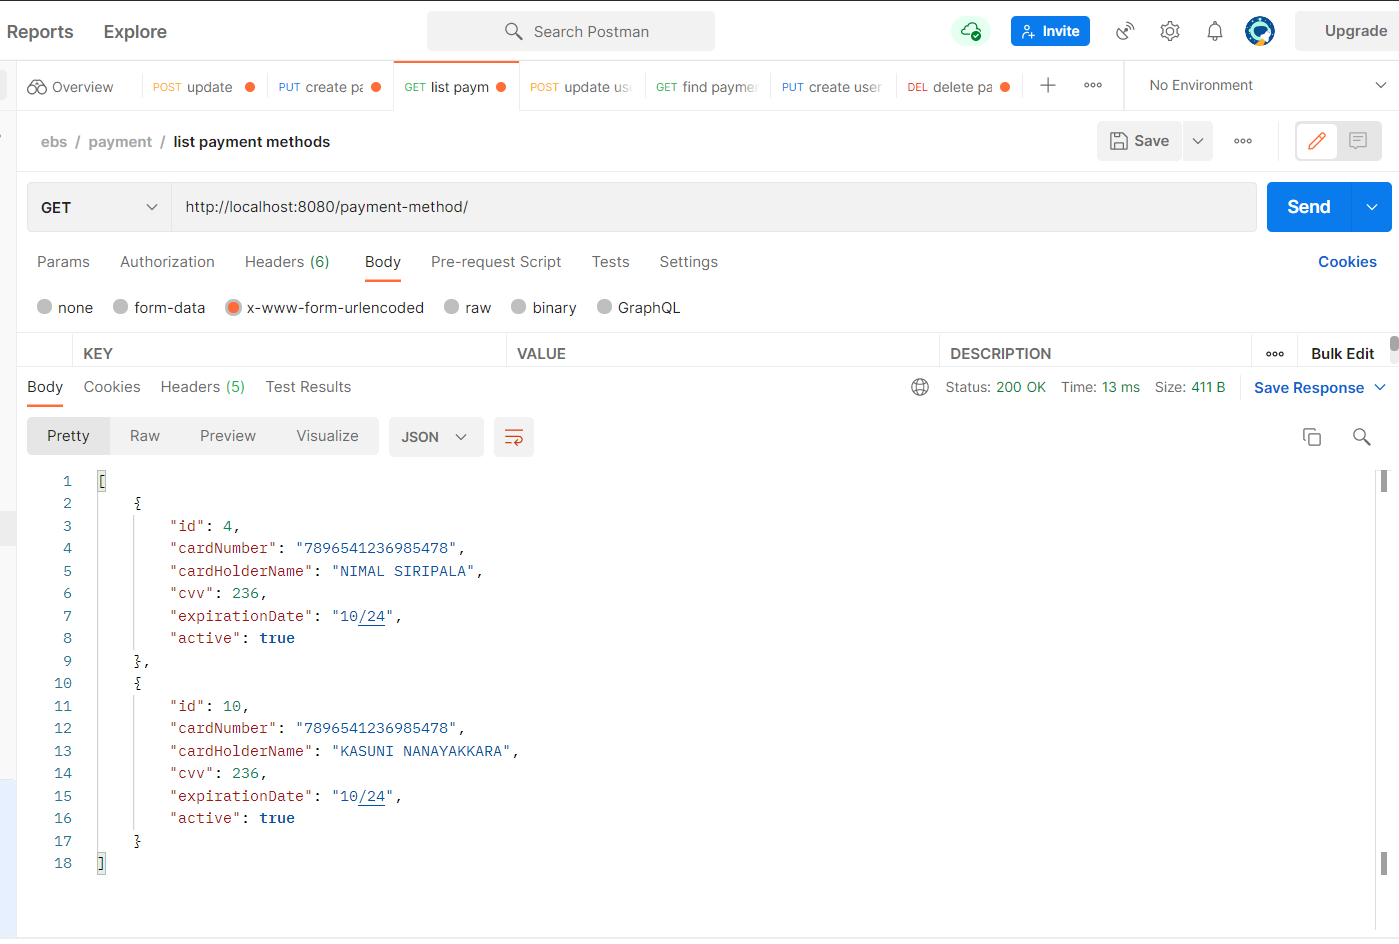 Reports Explore Search Postman Invite Upgrade
Overview POST update PUT create pa GET list paym POST update use GET find paymen PUT create user DEL delete pa No Environment
ebs / payment / list payment methods Save
GET http://localhost:8080/payment-method/ Send
Params Authorization Headers (6) Body Pre-request Script Tests Settings Cookies
none form-data x-www-form-urlencoded raw binary GraphQL
KEY VALUE DESCRIPTION Bulk Edit
Body Cookies Headers (5) Test Results Status: 200 OK Time: 13 ms Size: 411 B Save Response
Pretty Raw Preview Visualize JSON
1 [
2 {
3 "id": 4,
4 "cardNumber": "7896541236985478",
5 "cardHolderName": "NIMAL SIRIPALA",
6 "cvv": 236,
7 "expirationDate": "10/24",
8 "active": true
9 },
10 {
11 "id": 10,
12 "cardNumber": "7896541236985478",
13 "cardHolderName": "KASUNI NANAYAKKARA",
14 "cvv": 236,
15 "expirationDate": "10/24",
16 "active": true
17 }
18 ]